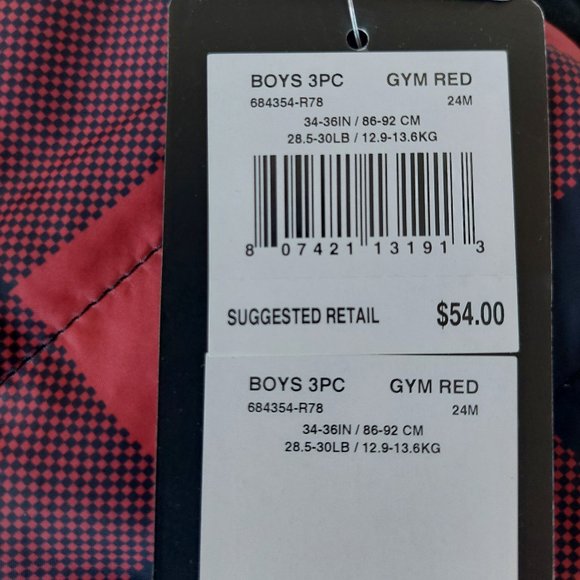 BOYS 3PC GYM RED
684354-R78 24M
34-36IN / 86-92 CM
28.5-30LB / 12.9-13.6KG
8 07421 13191 3
SUGGESTED RETAIL $54.00
BOYS 3PC GYM RED
684354-R78 24M
34-36IN / 86-92 CM
28.5-30LB / 12.9-13.6KG